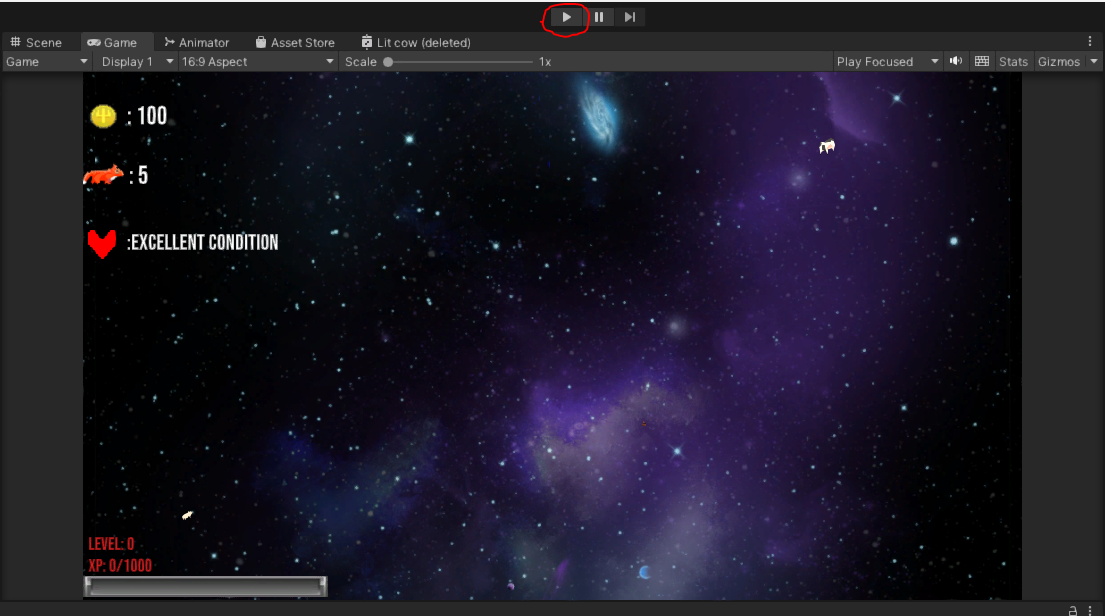 Scene Game Animator Asset Store Lit cow (deleted)
Game Display 1 16:9 Aspect Scale 1x Play Focused Stats Gizmos
: 100
: 5
:EXCELLENT CONDITION
LEVEL: 0
XP: 0/1000